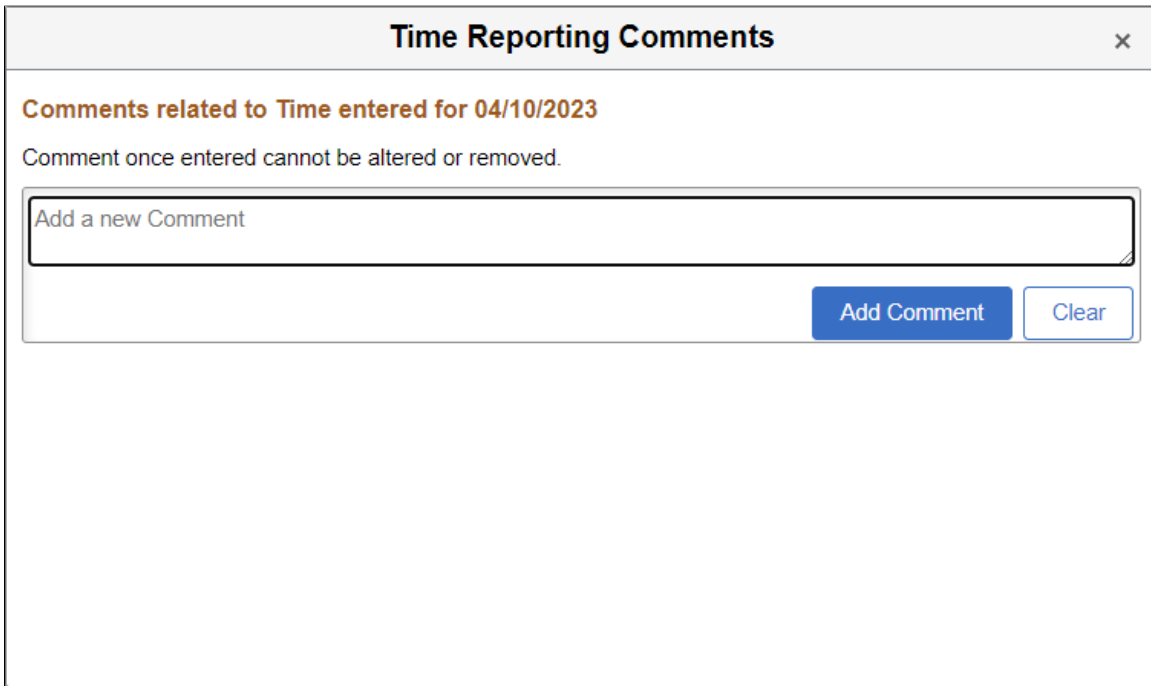 Time Reporting Comments
×
Comments related to Time entered for 04/10/2023
Comment once entered cannot be altered or removed.
Add a new Comment
Add Comment
Clear